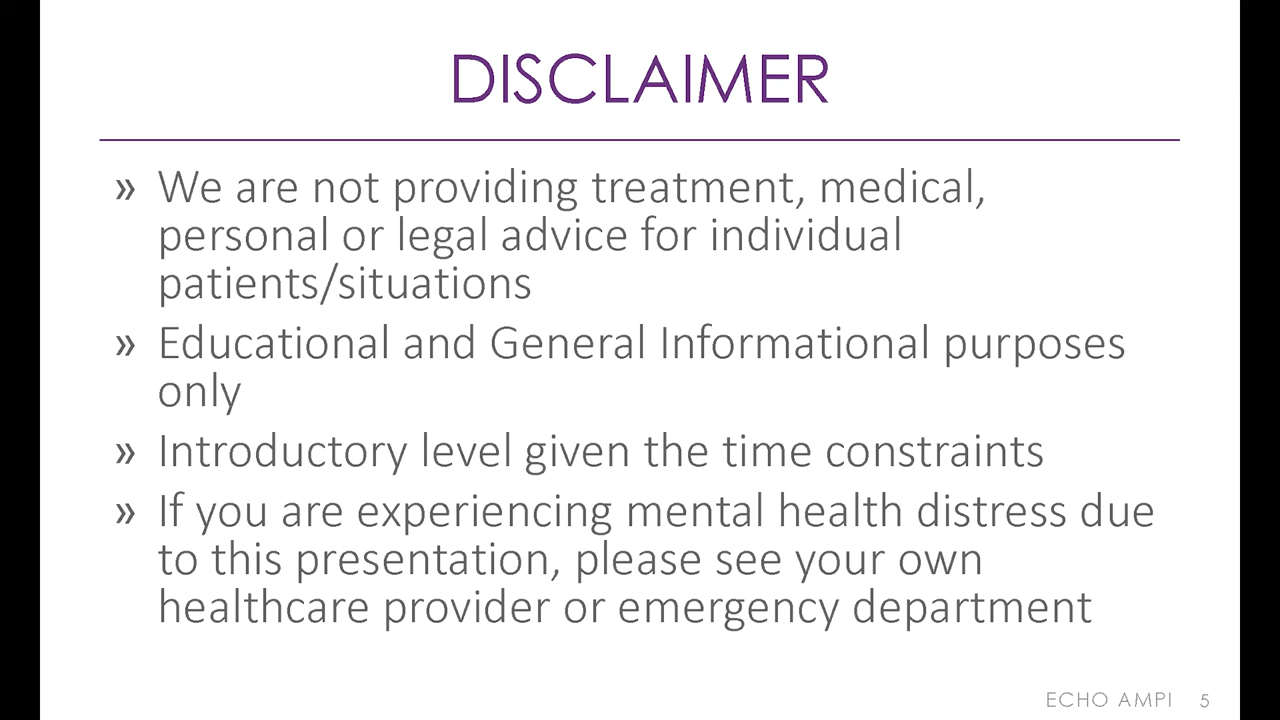 DISCLAIMER
» We are not providing treatment, medical,
personal or legal advice for individual
patients/situations
» Educational and General Informational purposes
only
» Introductory level given the time constraints
» If you are experiencing mental health distress due
to this presentation, please see your own
healthcare provider or emergency department
ECHO AMPI 5